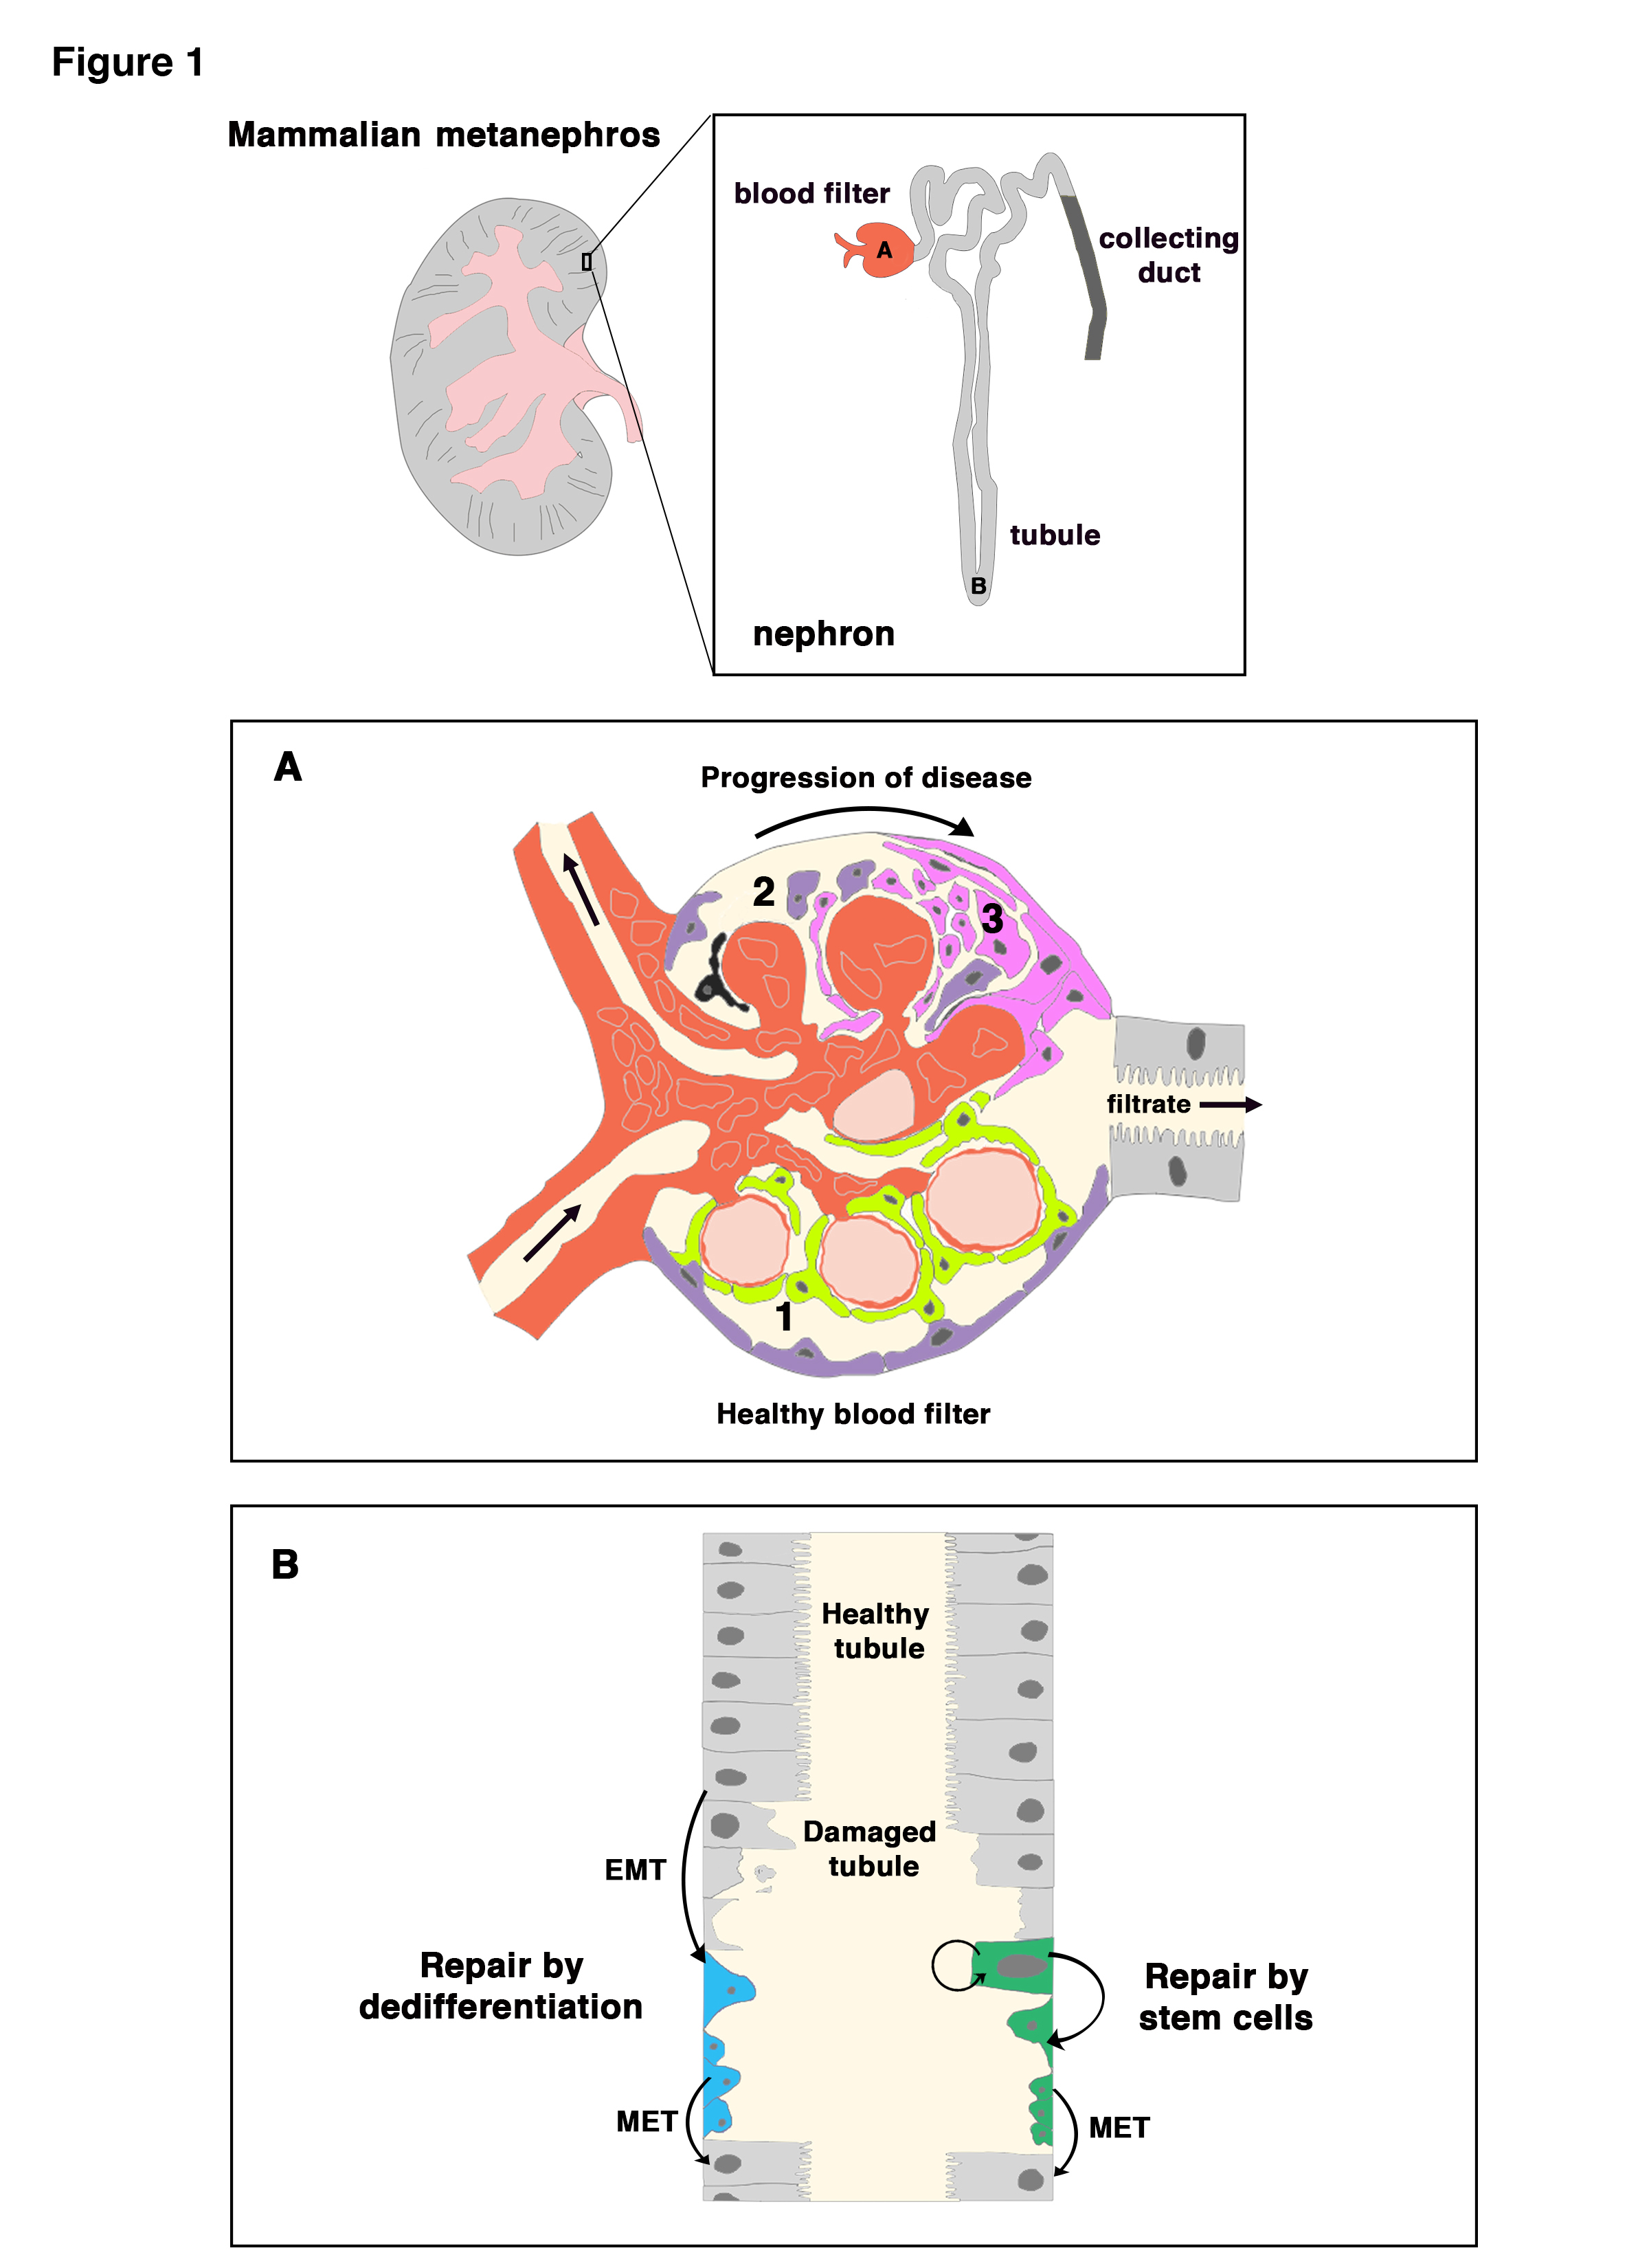 Figure 1
Mammalian metanephros
blood filter
A
collecting
duct
tubule
B
nephron
A
Progression of disease
2
3
filtrate
1
Healthy blood filter
B
Healthy
tubule
Damaged
tubule
EMT
Repair by
dedifferentiation
Repair by
stem cells
MET
MET